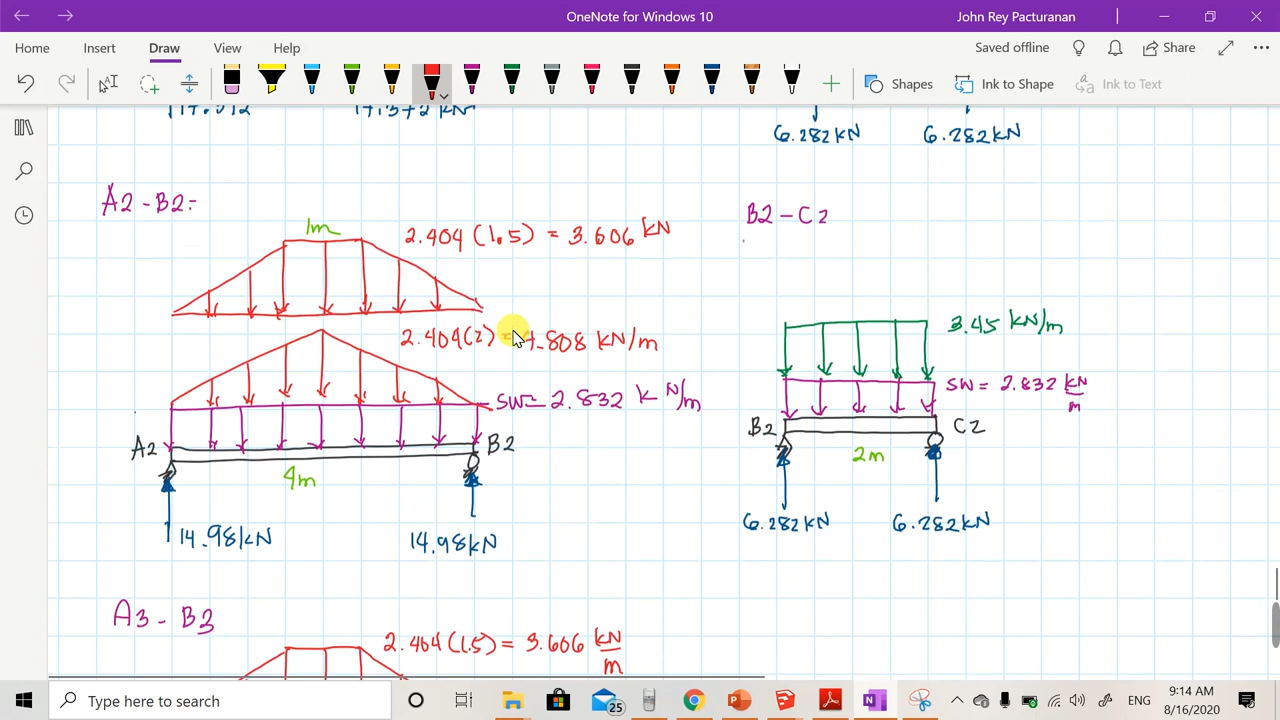 OneNote for Windows 10
John Rey Pacturanan
Home Insert Draw View Help
Saved offline
Share
Shapes
Ink to Shape
Ink to Text
17.372 kN
6.282 kN
6.282 kN
A2 - B2 =
1m
2.404 (1.5) = 3.606 kN
2.404(2) = 4.808 kN/m
SW = 2.832 kN/m
A2
B2
4m
14.98 kN
14.98 kN
B2 - C2
3.45 kN/m
SW = 2.832 kN/m
B2
C2
2m
6.282 kN
6.282 kN
A3 - B3
2.404 (1.5) = 3.606 kN/m
Type here to search
25
ENG
9:14 AM
8/16/2020